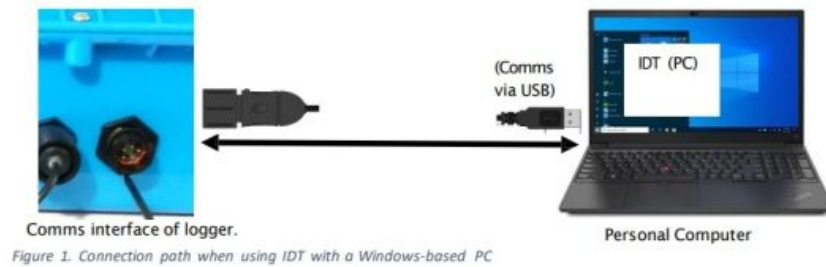 (Comms
via USB)
IDT (PC)
Comms interface of logger.
Personal Computer
Figure 1. Connection path when using IDT with a Windows-based PC